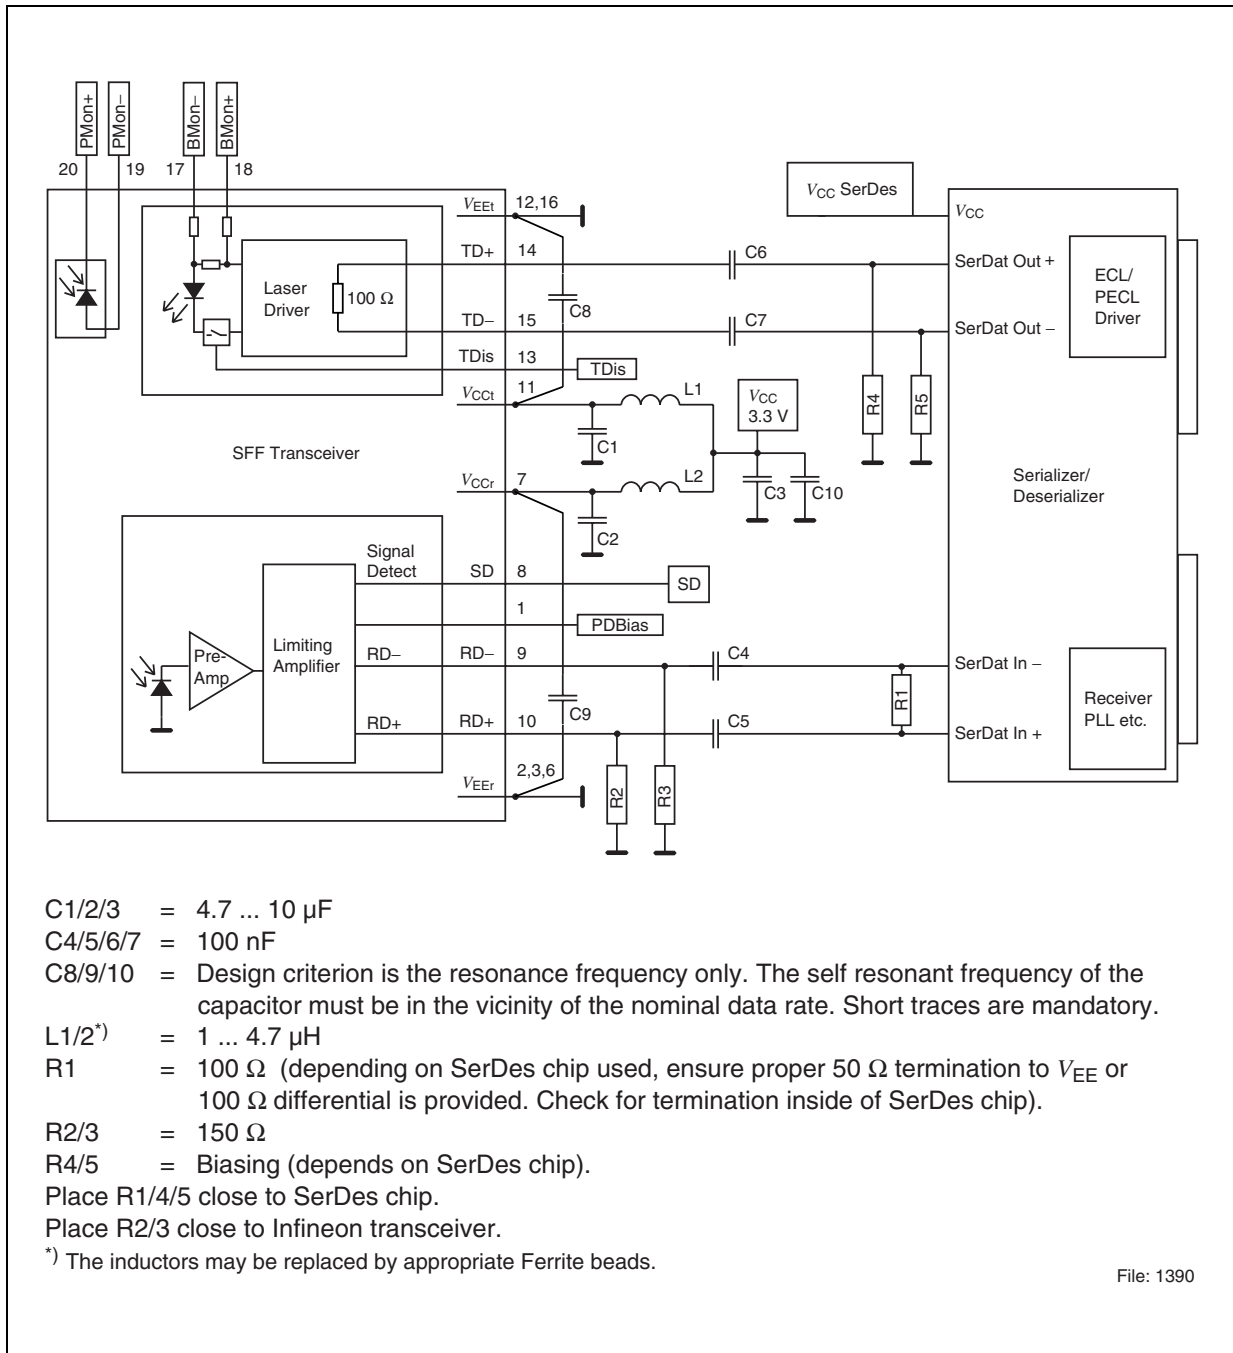 PMon+
PMon–
BMon–
BMon+
20
19
17
18
VEEt
12,16
VCC SerDes
VCC
TD+
14
C6
SerDat Out +
ECL/
PECL
Driver
Laser
Driver
100 Ω
C8
TD–
15
C7
SerDat Out –
TDis
13
TDis
VCCt
11
L1
VCC
3.3 V
R4
R5
C1
SFF Transceiver
VCCr
7
L2
C3
C10
Serializer/
Deserializer
C2
Signal
Detect
SD
8
SD
1
PDBias
Pre-
Amp
Limiting
Amplifier
RD–
RD–
9
C4
SerDat In –
R1
Receiver
PLL etc.
RD+
RD+
10
C9
C5
SerDat In +
VEEr
2,3,6
R2
R3
C1/2/3 = 4.7 ... 10 µF
C4/5/6/7 = 100 nF
C8/9/10 = Design criterion is the resonance frequency only. The self resonant frequency of the
capacitor must be in the vicinity of the nominal data rate. Short traces are mandatory.
L1/2*) = 1 ... 4.7 µH
R1 = 100 Ω (depending on SerDes chip used, ensure proper 50 Ω termination to VEE or
100 Ω differential is provided. Check for termination inside of SerDes chip).
R2/3 = 150 Ω
R4/5 = Biasing (depends on SerDes chip).
Place R1/4/5 close to SerDes chip.
Place R2/3 close to Infineon transceiver.
*) The inductors may be replaced by appropriate Ferrite beads.
File: 1390